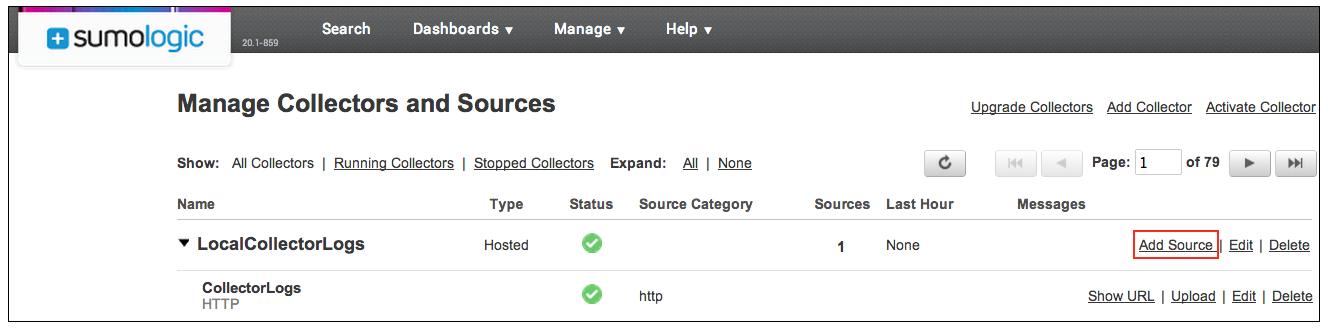 sumologic 20.1-859 Search Dashboards Manage Help
Manage Collectors and Sources
Upgrade Collectors Add Collector Activate Collector
Show: All Collectors | Running Collectors | Stopped Collectors Expand: All | None Page: 1 of 79
Name Type Status Source Category Sources Last Hour Messages
LocalCollectorLogs Hosted 1 None Add Source | Edit | Delete
CollectorLogs http Show URL | Upload | Edit | Delete
HTTP